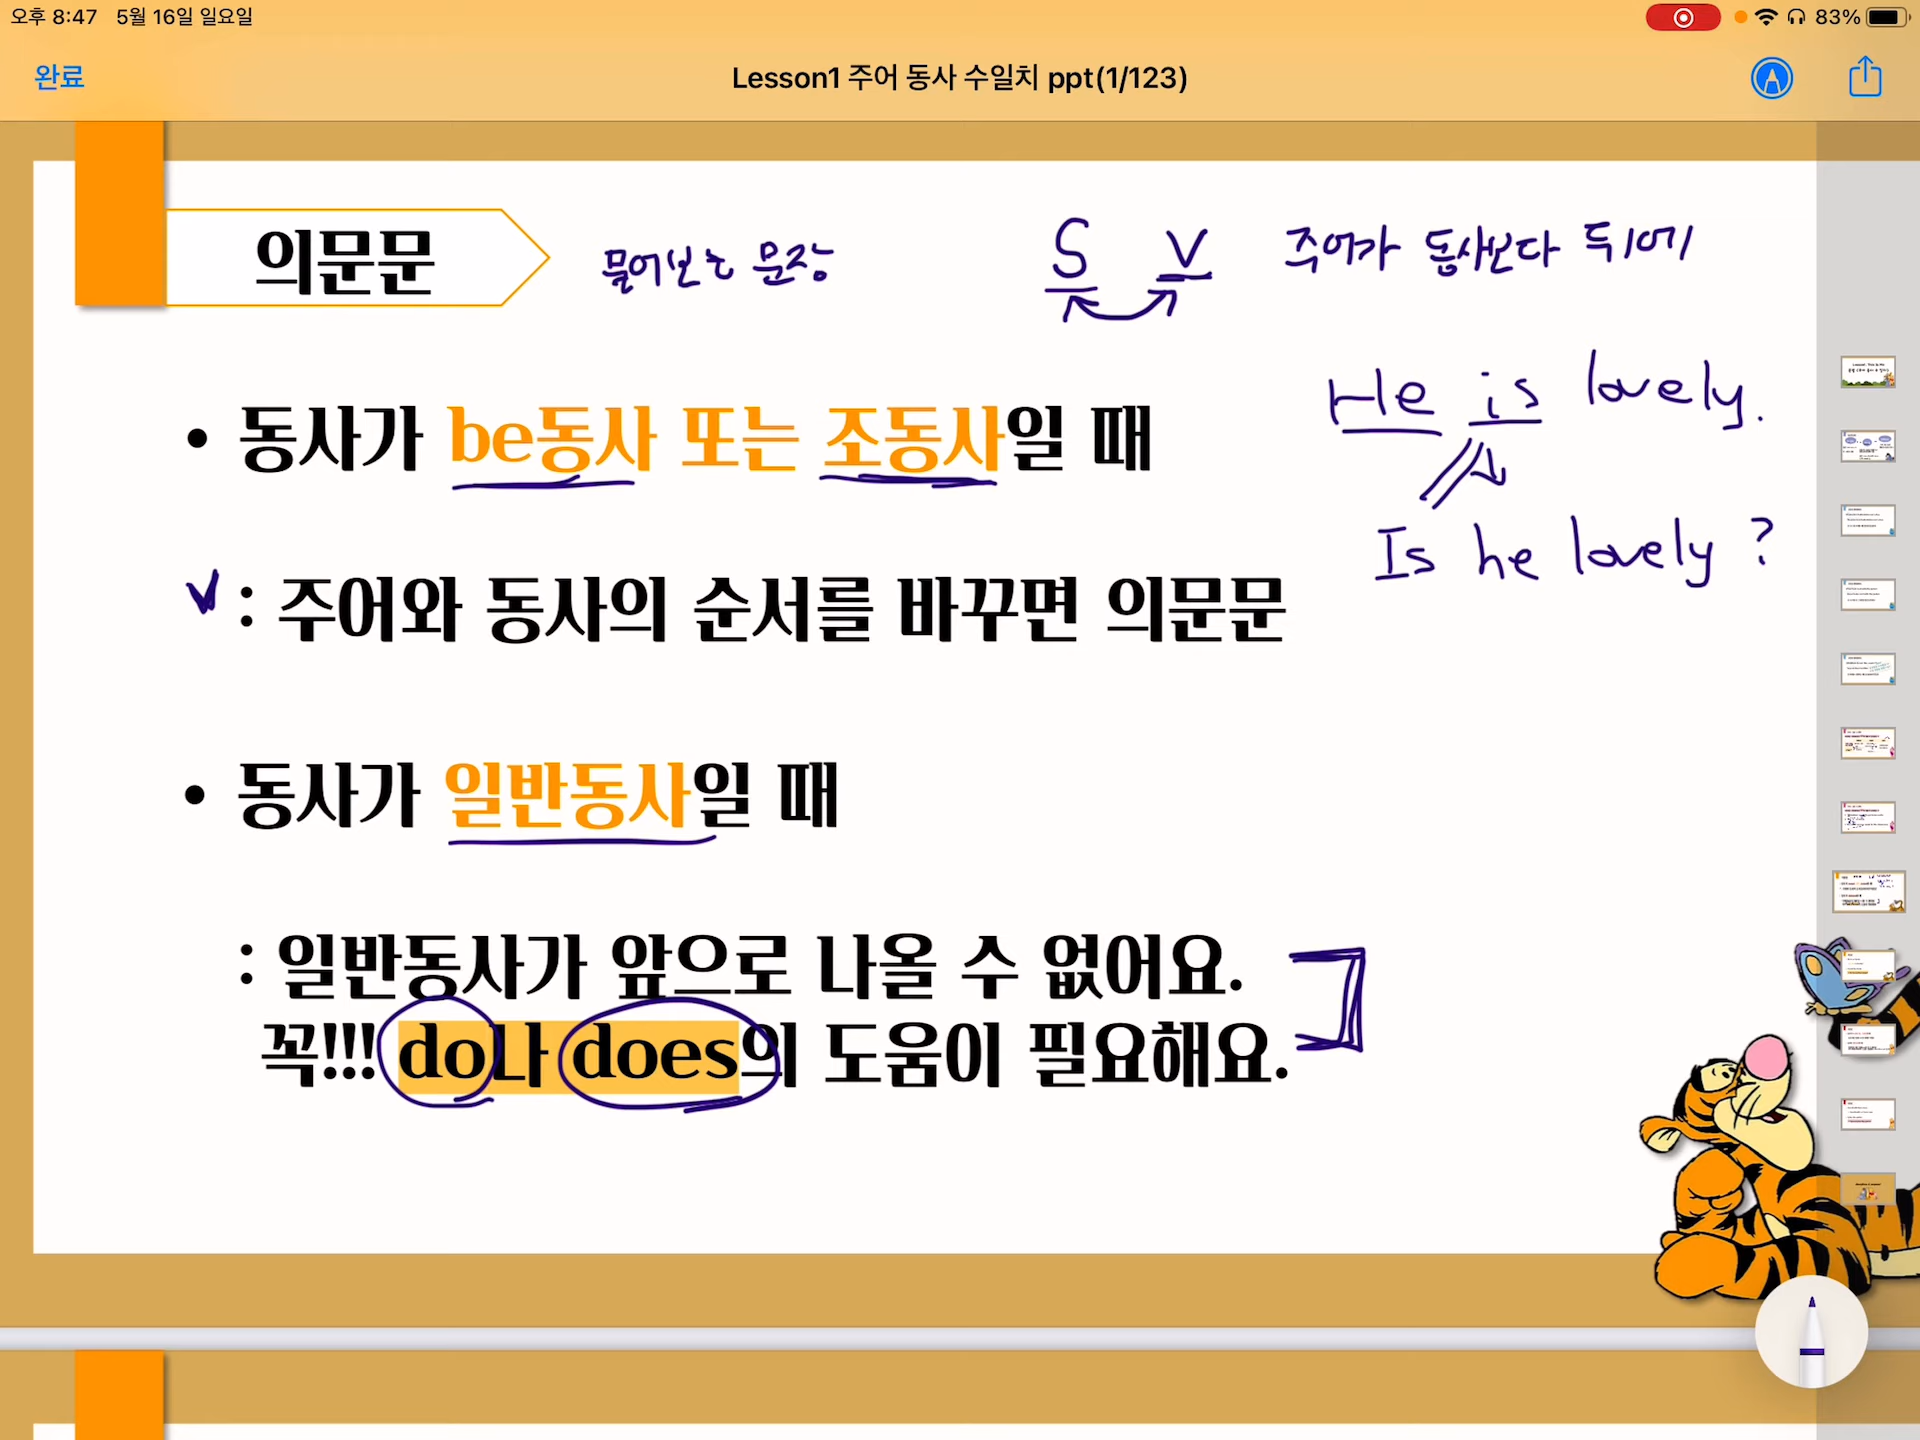 오후 8:47 5월 16일 일요일
83%
완료
Lesson1 주어 동사 수일치 ppt(1/123)
의문문
물어보는 문장
S V 주어가 동사보다 뒤에
He is lovely.
• 동사가 be동사 또는 조동사일 때
Is he lovely?
v : 주어와 동사의 순서를 바꾸면 의문문
• 동사가 일반동사일 때
: 일반동사가 앞으로 나올 수 없어요.
꼭!!! do나 does의 도움이 필요해요.